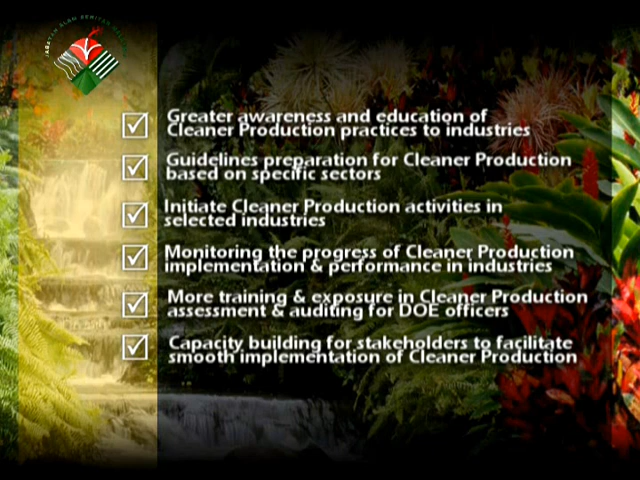 Greater awareness and education of
Cleaner Production practices to industries
Guidelines preparation for Cleaner Production
based on specific sectors
Initiate Cleaner Production activities in
selected industries
Monitoring the progress of Cleaner Production
implementation & performance in industries
More training & exposure in Cleaner Production
assessment & auditing for DOE officers
Capacity building for stakeholders to facilitate
smooth implementation of Cleaner Production